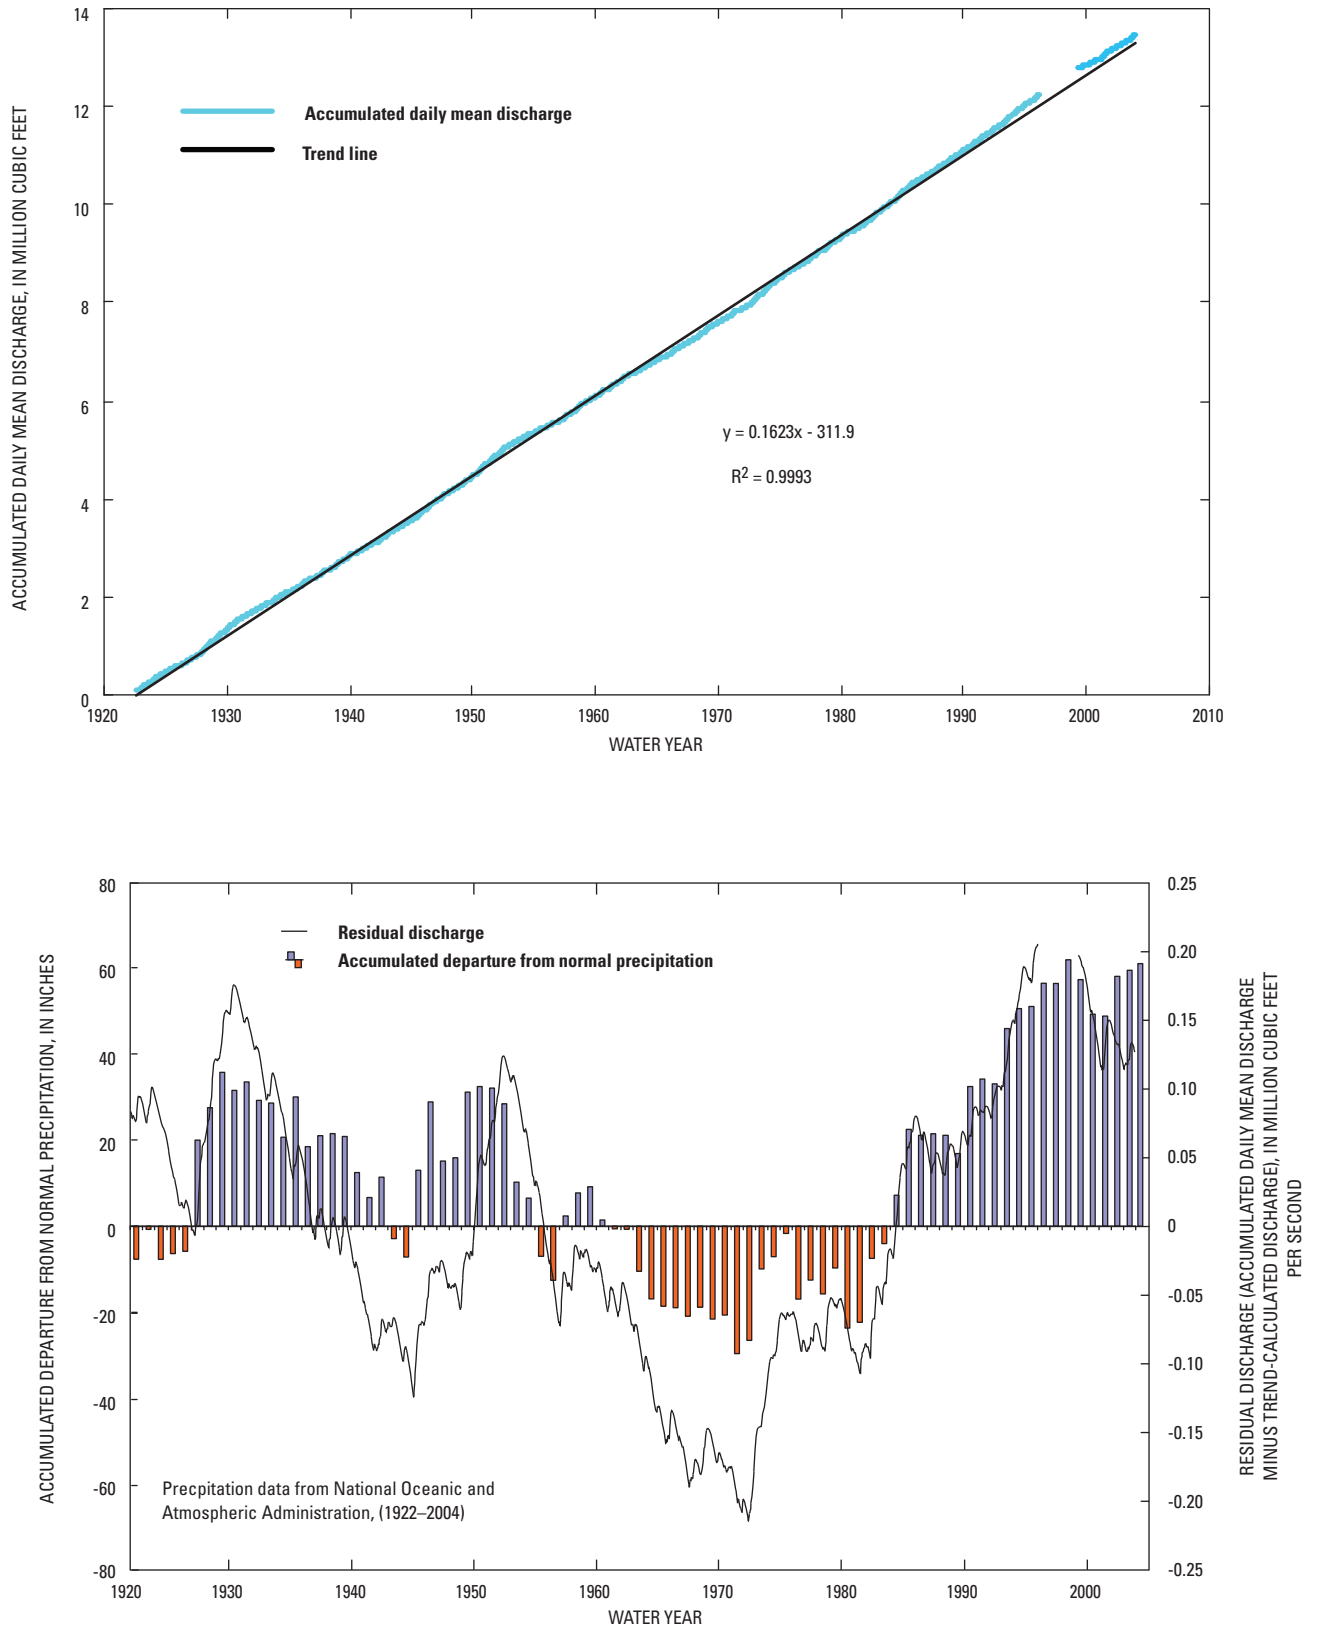 14
12
10
8
6
4
2
0
ACCUMULATED DAILY MEAN DISCHARGE, IN MILLION CUBIC FEET
Accumulated daily mean discharge
Trend line
y = 0.1623x - 311.9
R2 = 0.9993
1920 1930 1940 1950 1960 1970 1980 1990 2000 2010
WATER YEAR
80
60
40
20
0
-20
-40
-60
-80
ACCUMULATED DEPARTURE FROM NORMAL PRECIPITATION, IN INCHES
Residual discharge
Accumulated departure from normal precipitation
Precpitation data from National Oceanic and
Atmospheric Administration, (1922–2004)
0.25
0.20
0.15
0.10
0.05
0
-0.05
-0.10
-0.15
-0.20
-0.25
RESIDUAL DISCHARGE (ACCUMULATED DAILY MEAN DISCHARGE
MINUS TREND-CALCULATED DISCHARGE), IN MILLION CUBIC FEET
PER SECOND
1920 1930 1940 1950 1960 1970 1980 1990 2000
WATER YEAR